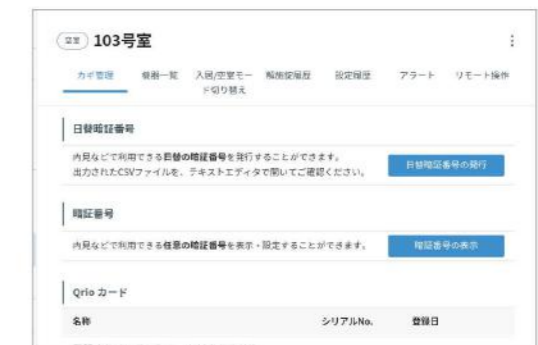 空室 103号室
カギ管理 機器一覧 入居/空室モー 解施錠履歴 設定履歴 アラート リモート操作
ド切り替え
日替暗証番号
内見などで利用できる日替の暗証番号を発行することができます。
日替暗証番号の発行
出力されたCSVファイルを、テキストエディタで開いてご確認ください。
暗証番号
内見などで利用できる任意の暗証番号を表示・設定することができます。
暗証番号の表示
Qrio カード
名称 シリアルNo. 登録日